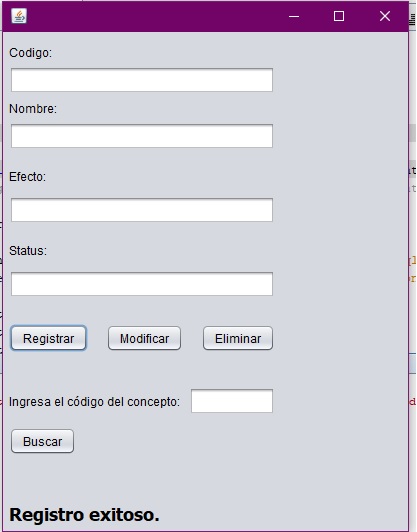 Codigo:
Nombre:
Efecto:
Status:
Registrar Modificar Eliminar
Ingresa el código del concepto:
Buscar
Registro exitoso.